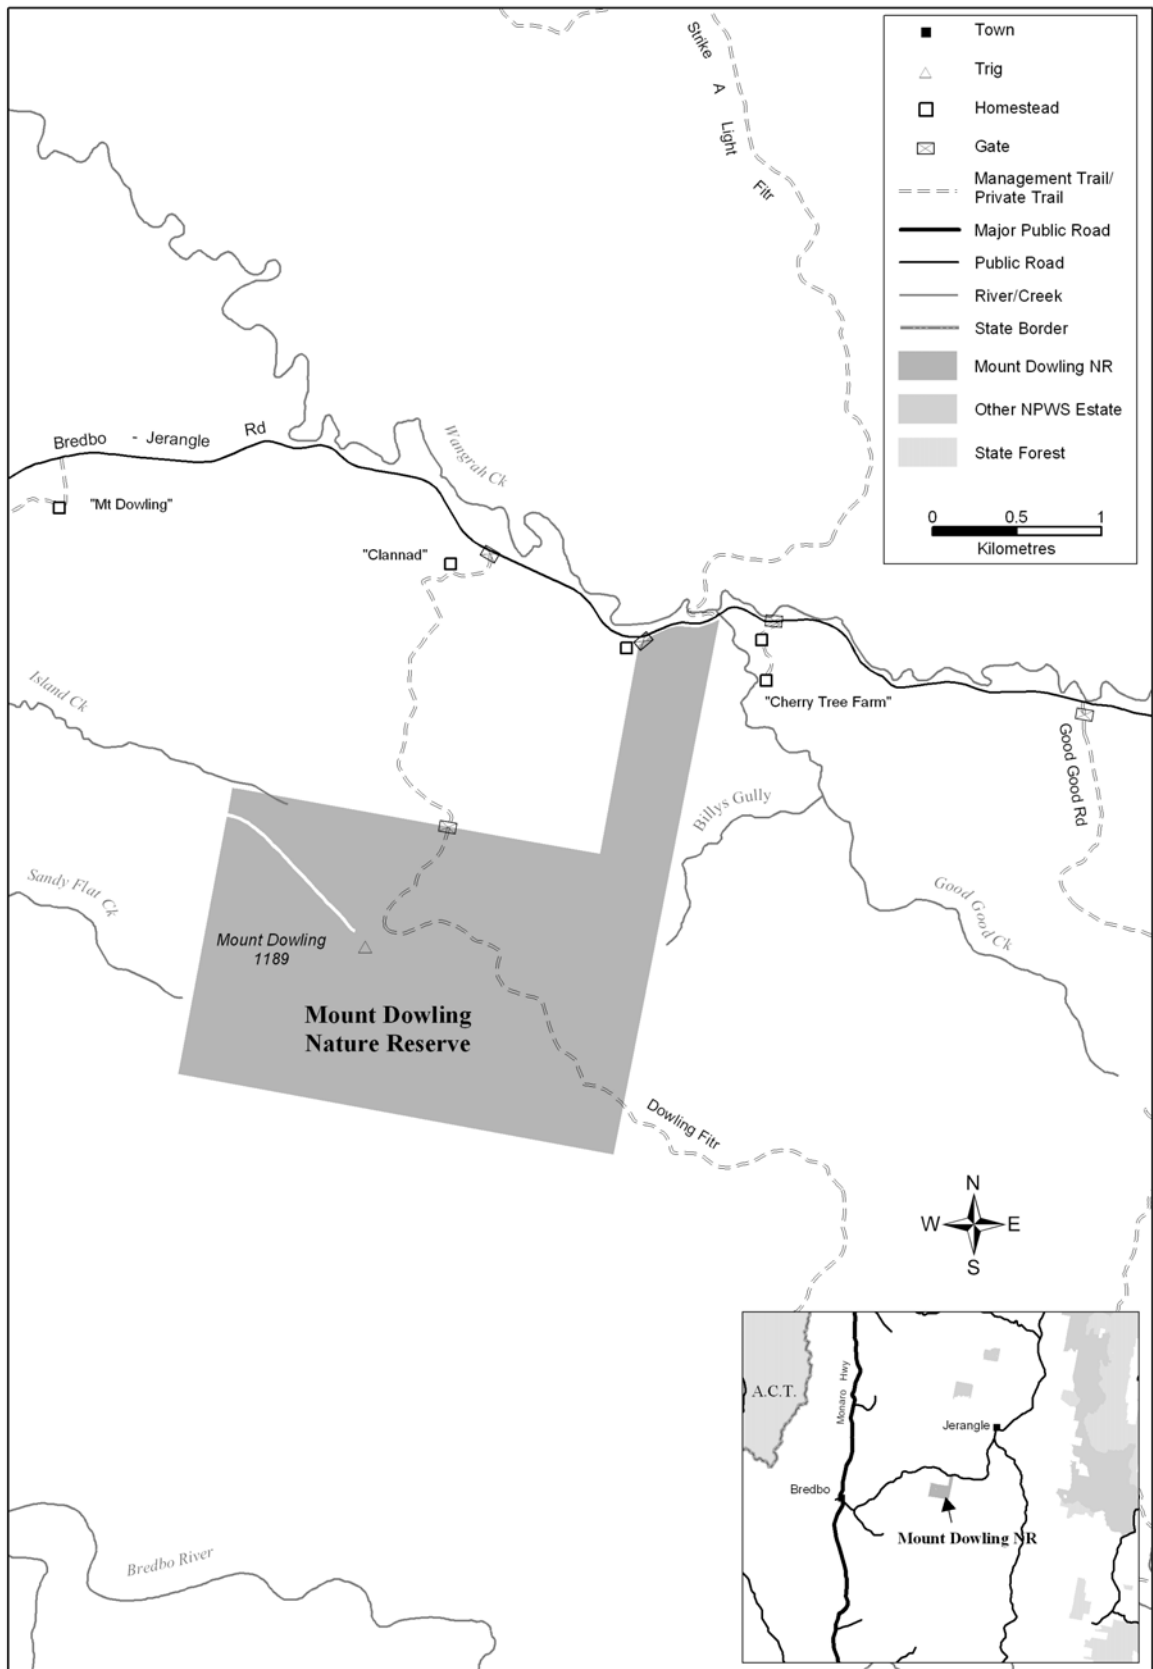 Strike A Light Fitr
Town
Trig
Homestead
Gate
Management Trail/
Private Trail
Major Public Road
Public Road
River/Creek
State Border
Mount Dowling NR
Other NPWS Estate
State Forest
0 0.5 1
Kilometres
Bredbo - Jerangle Rd
Wangrah Ck
"Mt Dowling"
"Clannad"
Island Ck
"Cherry Tree Farm"
Good Good Rd
Billys Gully
Sandy Flat Ck
Good Good Ck
Mount Dowling
1189
Mount Dowling
Nature Reserve
Dowling Fitr
N
W E
S
A.C.T.
Monaro Hwy
Jerangle
Bredbo
Mount Dowling NR
Bredbo River